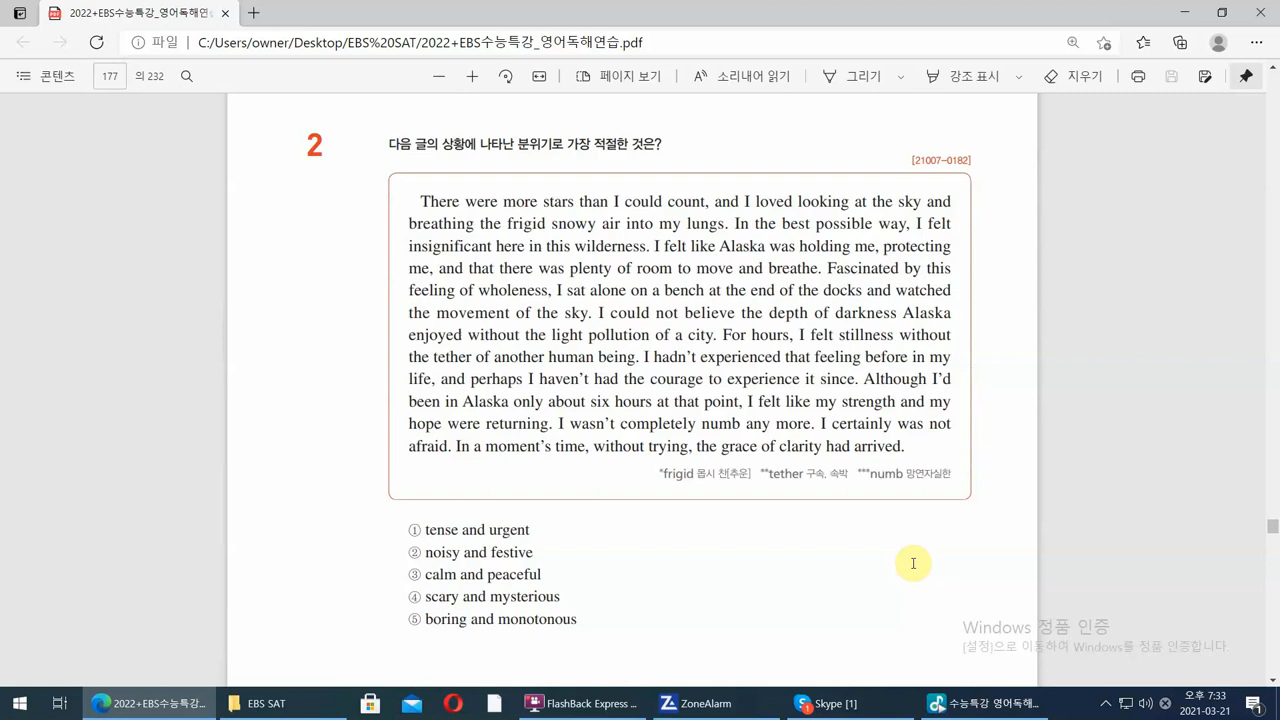 2022+EBS수능특강_영어독해연
파일 C:/Users/owner/Desktop/EBS%20SAT/2022+EBS수능특강_영어독해연습.pdf
콘텐츠 177 의 232 페이지 보기 소리내어 읽기 그리기 강조 표시 지우기
2 다음 글의 상황에 나타난 분위기로 가장 적절한 것은?
[21007-0182]
There were more stars than I could count, and I loved looking at the sky and
breathing the frigid snowy air into my lungs. In the best possible way, I felt
insignificant here in this wilderness. I felt like Alaska was holding me, protecting
me, and that there was plenty of room to move and breathe. Fascinated by this
feeling of wholeness, I sat alone on a bench at the end of the docks and watched
the movement of the sky. I could not believe the depth of darkness Alaska
enjoyed without the light pollution of a city. For hours, I felt stillness without
the tether of another human being. I hadn't experienced that feeling before in my
life, and perhaps I haven't had the courage to experience it since. Although I'd
been in Alaska only about six hours at that point, I felt like my strength and my
hope were returning. I wasn't completely numb any more. I certainly was not
afraid. In a moment's time, without trying, the grace of clarity had arrived.
*frigid 몹시 찬[추운] **tether 구속, 속박 ***numb 망연자실한
① tense and urgent
② noisy and festive
③ calm and peaceful
④ scary and mysterious
⑤ boring and monotonous
Windows 정품 인증
[설정]으로 이동하여 Windows를 정품 인증합니다.
2022+EBS수능특강_... EBS SAT FlashBack Express ... ZoneAlarm Skype [1] 수능특강 영어독해... 오후 7:33
2021-03-21